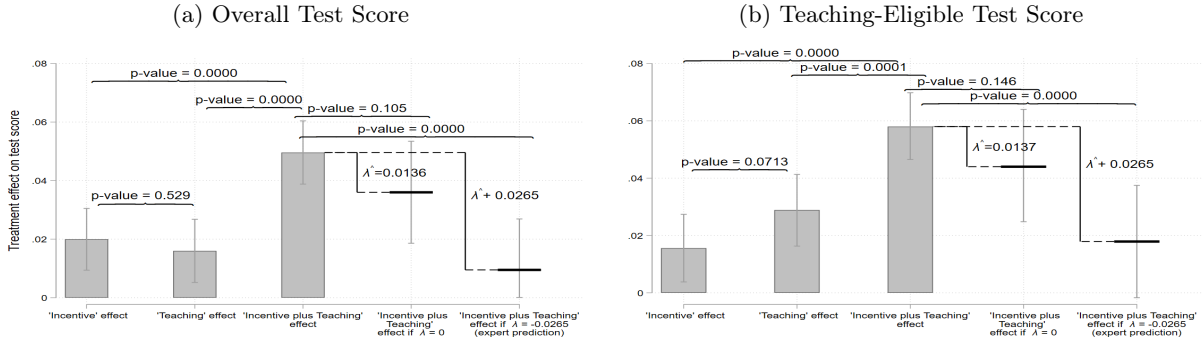 (a) Overall Test Score
Treatment effect on test score
.08
.06
.04
.02
0
p-value = 0.0000
p-value = 0.0000
p-value = 0.105
p-value = 0.0000
p-value = 0.529
λ^=0.0136
λ^+ 0.0265
'Incentive' effect
'Teaching' effect
'Incentive plus Teaching'
effect
'Incentive plus
Teaching'
effect if λ = 0
'Incentive plus Teaching'
effect if λ = -0.0265
(expert prediction)
(b) Teaching-Eligible Test Score
.08
.06
.04
.02
0
p-value = 0.0000
p-value = 0.0001
p-value = 0.146
p-value = 0.0000
p-value = 0.0713
λ^=0.0137
λ^+ 0.0265
'Incentive' effect
'Teaching' effect
'Incentive plus Teaching'
effect
'Incentive plus
Teaching'
effect if λ = 0
'Incentive plus Teaching'
effect if λ = -0.0265
(expert prediction)